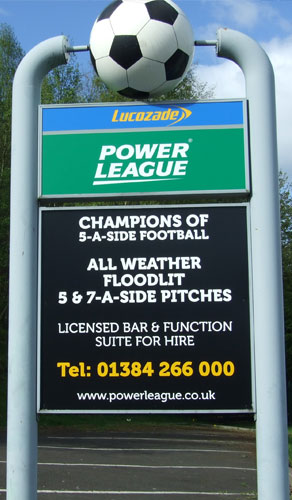 Lucozade
POWER
LEAGUE
CHAMPIONS OF
5-A-SIDE FOOTBALL
ALL WEATHER
FLOODLIT
5 & 7-A-SIDE PITCHES
LICENSED BAR & FUNCTION
SUITE FOR HIRE
Tel: 01384 266 000
www.powerleague.co.uk